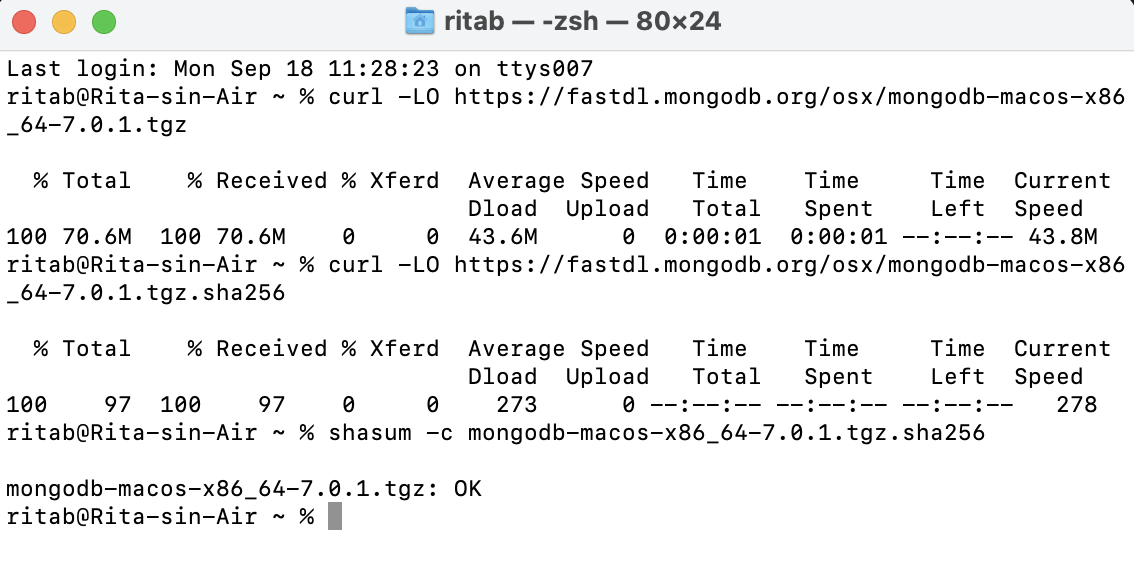 ritab — -zsh — 80×24
Last login: Mon Sep 18 11:28:23 on ttys007
ritab@Rita-sin-Air ~ % curl -LO https://fastdl.mongodb.org/osx/mongodb-macos-x86
_64-7.0.1.tgz
% Total % Received % Xferd Average Speed Time Time Time Current
Dload Upload Total Spent Left Speed
100 70.6M 100 70.6M 0 0 43.6M 0 0:00:01 0:00:01 --:--:-- 43.8M
ritab@Rita-sin-Air ~ % curl -LO https://fastdl.mongodb.org/osx/mongodb-macos-x86
_64-7.0.1.tgz.sha256
% Total % Received % Xferd Average Speed Time Time Time Current
Dload Upload Total Spent Left Speed
100 97 100 97 0 0 273 0 --:--:-- --:--:-- --:--:-- 278
ritab@Rita-sin-Air ~ % shasum -c mongodb-macos-x86_64-7.0.1.tgz.sha256
mongodb-macos-x86_64-7.0.1.tgz: OK
ritab@Rita-sin-Air ~ %